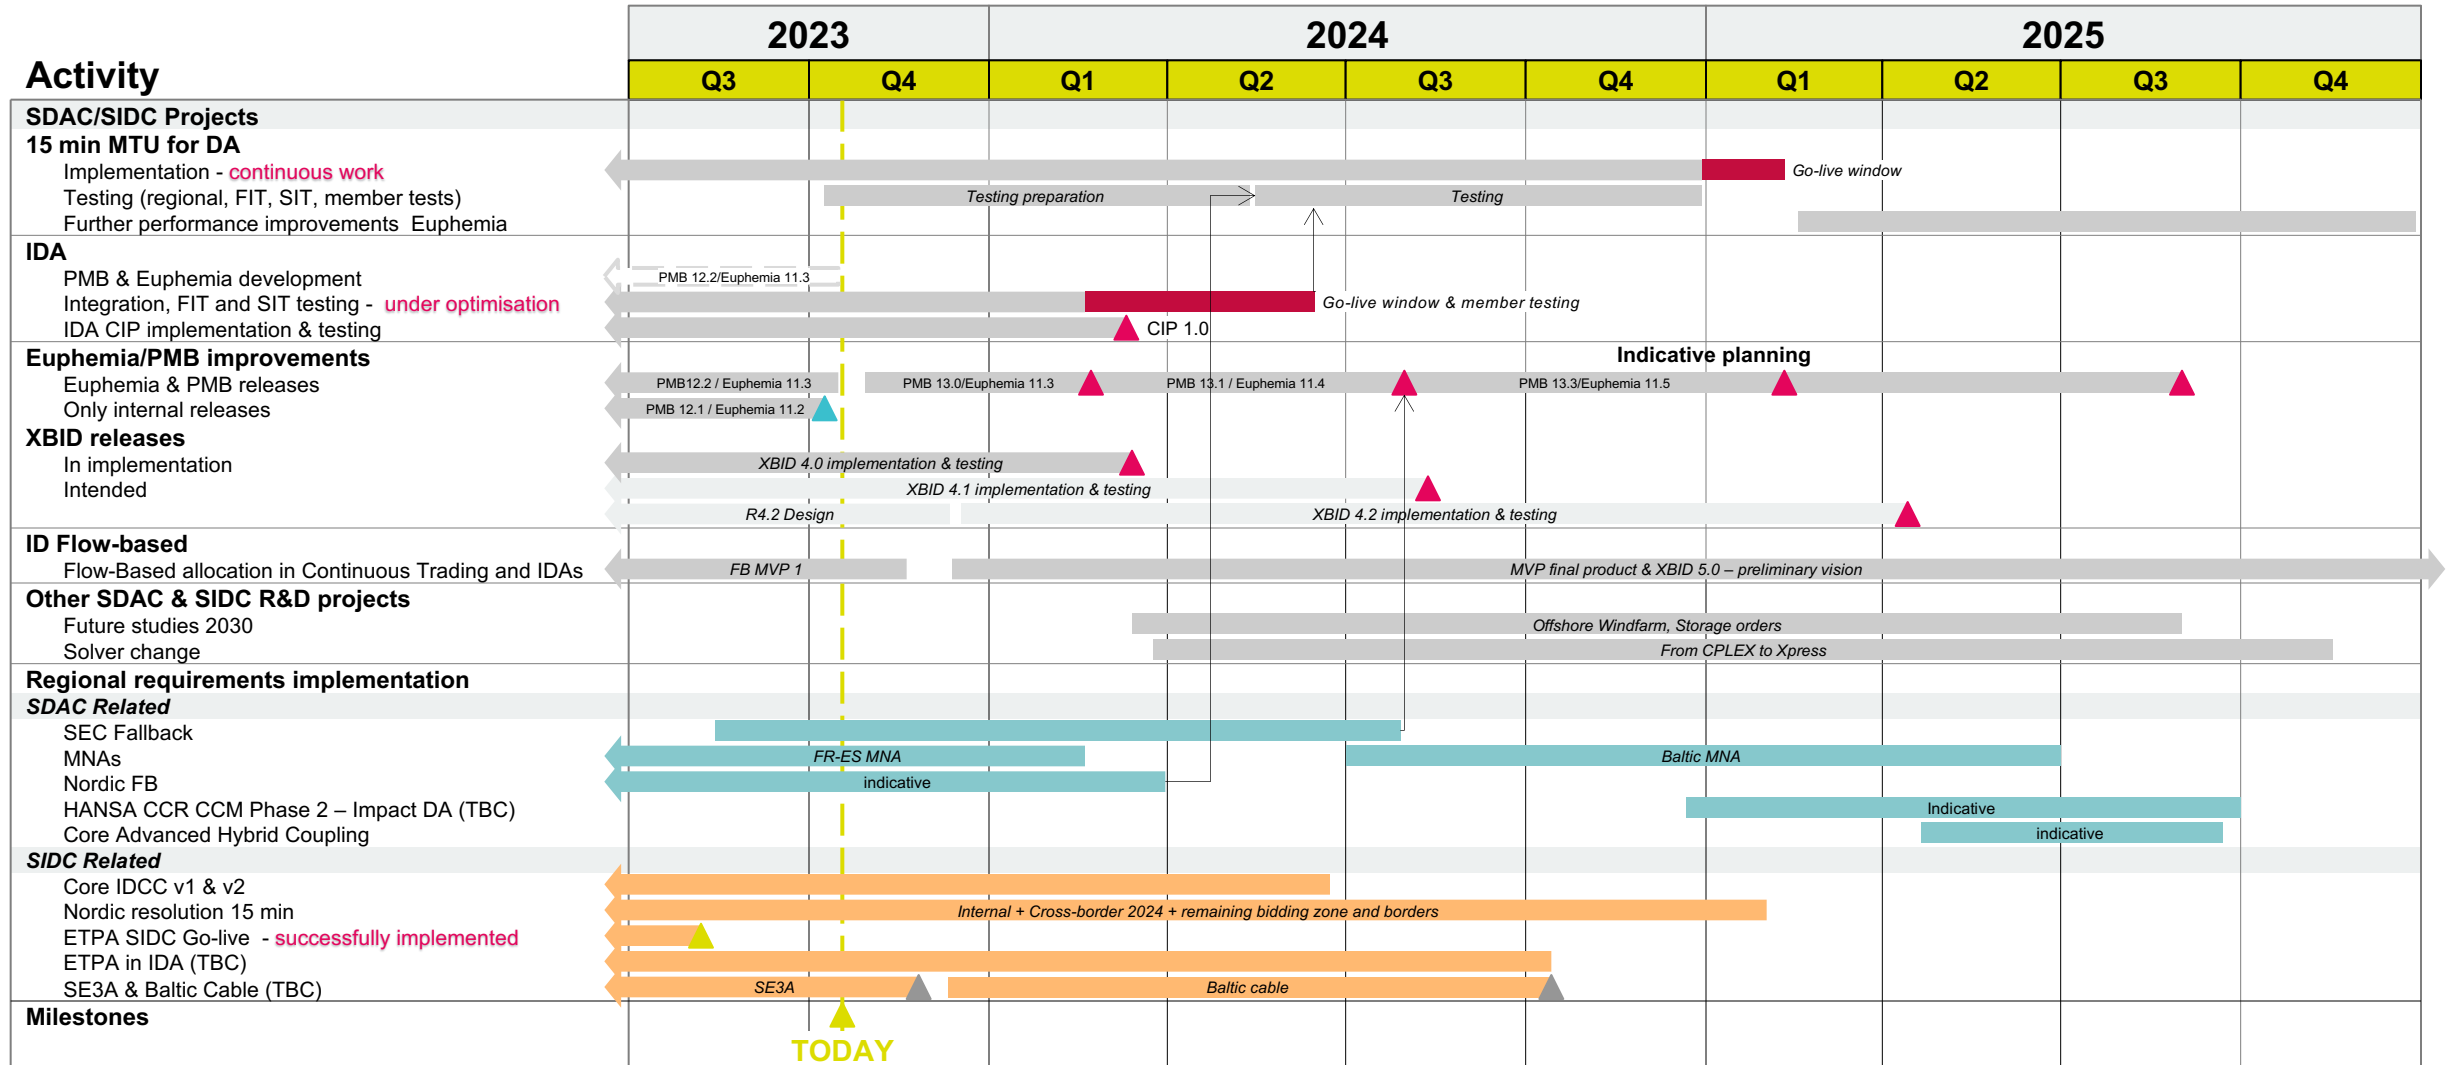 2023 2024 2025
Activity
Q3 Q4 Q1 Q2 Q3 Q4 Q1 Q2 Q3 Q4
SDAC/SIDC Projects
15 min MTU for DA
Implementation - continuous work Go-live window
Testing (regional, FIT, SIT, member tests) Testing preparation Testing
Further performance improvements Euphemia
IDA
PMB & Euphemia development PMB 12.2/Euphemia 11.3
Integration, FIT and SIT testing - under optimisation Go-live window & member testing
IDA CIP implementation & testing CIP 1.0
Euphemia/PMB improvements Indicative planning
Euphemia & PMB releases PMB12.2 / Euphemia 11.3 PMB 13.0/Euphemia 11.3 PMB 13.1 / Euphemia 11.4 PMB 13.3/Euphemia 11.5
Only internal releases PMB 12.1 / Euphemia 11.2
XBID releases
In implementation XBID 4.0 implementation & testing
Intended XBID 4.1 implementation & testing
R4.2 Design XBID 4.2 implementation & testing
ID Flow-based
Flow-Based allocation in Continuous Trading and IDAs FB MVP 1 MVP final product & XBID 5.0 – preliminary vision
Other SDAC & SIDC R&D projects
Future studies 2030 Offshore Windfarm, Storage orders
Solver change From CPLEX to Xpress
Regional requirements implementation
SDAC Related
SEC Fallback
MNAs FR-ES MNA Baltic MNA
Nordic FB indicative
HANSA CCR CCM Phase 2 – Impact DA (TBC) Indicative
Core Advanced Hybrid Coupling indicative
SIDC Related
Core IDCC v1 & v2
Nordic resolution 15 min Internal + Cross-border 2024 + remaining bidding zone and borders
ETPA SIDC Go-live - successfully implemented
ETPA in IDA (TBC)
SE3A & Baltic Cable (TBC) SE3A Baltic cable
Milestones
TODAY